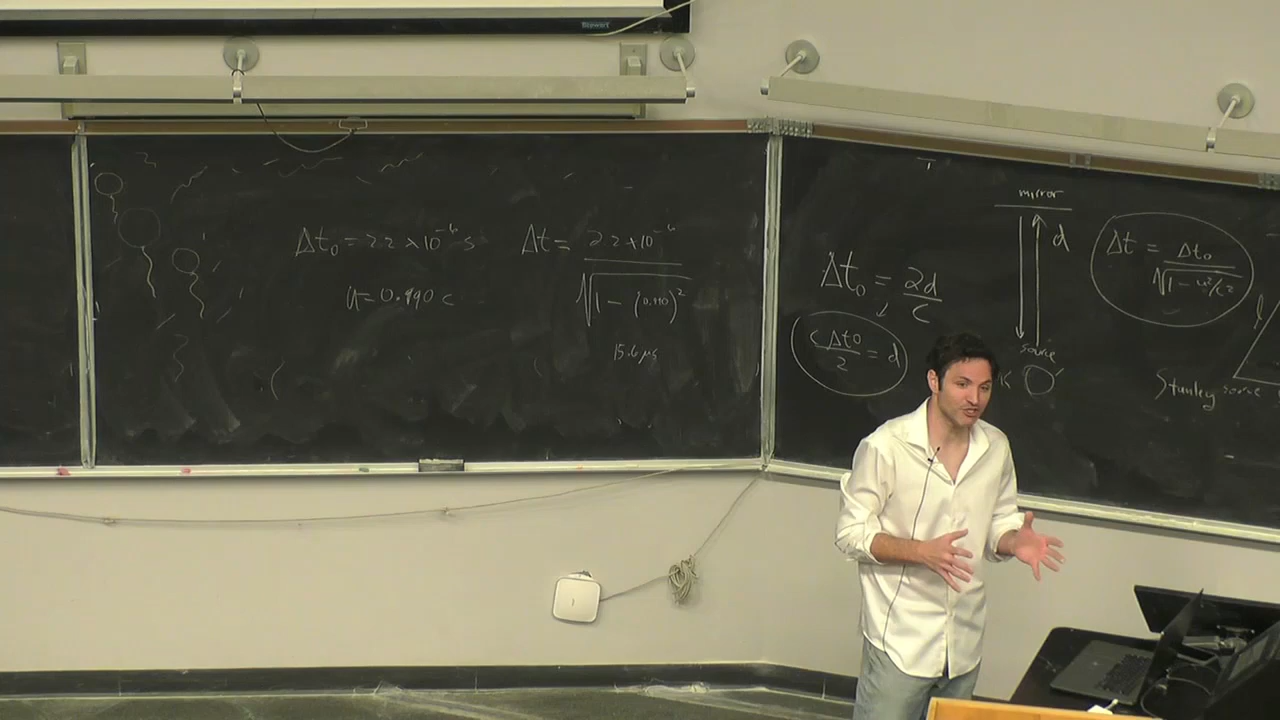 Δt₀ = 2.2 × 10⁻⁶ s
u = 0.990 c
Δt = 2.2 × 10⁻⁶ / √(1 − (0.990)²)
15.6 μs
mirror
d
Δt₀ = 2d / c
c Δt₀ / 2 = d
source
Δt = Δt₀ / √(1 − u²/c²)
Stanley source